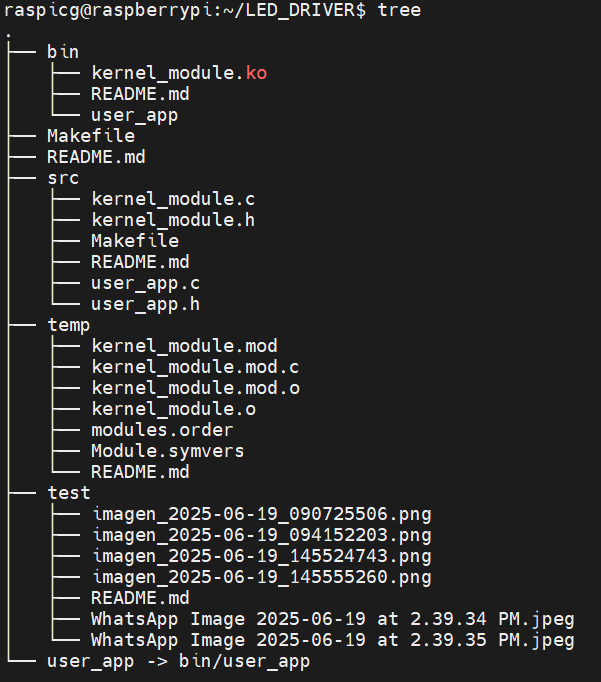 raspicg@raspberrypi:~/LED_DRIVER$ tree
.
├── bin
│   ├── kernel_module.ko
│   ├── README.md
│   └── user_app
├── Makefile
├── README.md
├── src
│   ├── kernel_module.c
│   ├── kernel_module.h
│   ├── Makefile
│   ├── README.md
│   ├── user_app.c
│   └── user_app.h
├── temp
│   ├── kernel_module.mod
│   ├── kernel_module.mod.c
│   ├── kernel_module.mod.o
│   ├── kernel_module.o
│   ├── modules.order
│   ├── Module.symvers
│   └── README.md
├── test
│   ├── imagen_2025-06-19_090725506.png
│   ├── imagen_2025-06-19_094152203.png
│   ├── imagen_2025-06-19_145524743.png
│   ├── imagen_2025-06-19_145555260.png
│   ├── README.md
│   ├── WhatsApp Image 2025-06-19 at 2.39.34 PM.jpeg
│   └── WhatsApp Image 2025-06-19 at 2.39.35 PM.jpeg
└── user_app -> bin/user_app